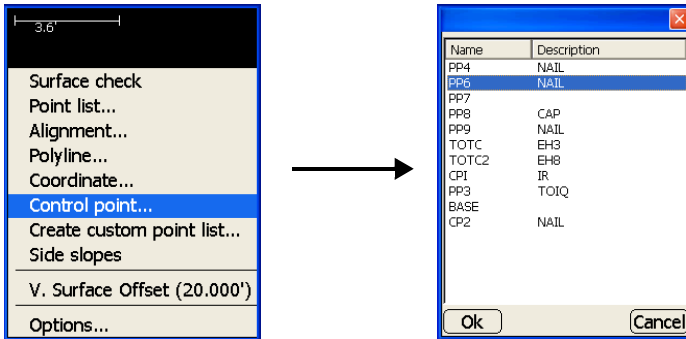 3.6'
Surface check
Point list...
Alignment...
Polyline...
Coordinate...
Control point...
Create custom point list...
Side slopes
V. Surface Offset (20.000')
Options...
Name Description
PP4 NAIL
PP6 NAIL
PP7
PP8 CAP
PP9 NAIL
TOTC EH3
TOTC2 EH8
CPI IR
PP3 TOIQ
BASE
CP2 NAIL
Ok Cancel